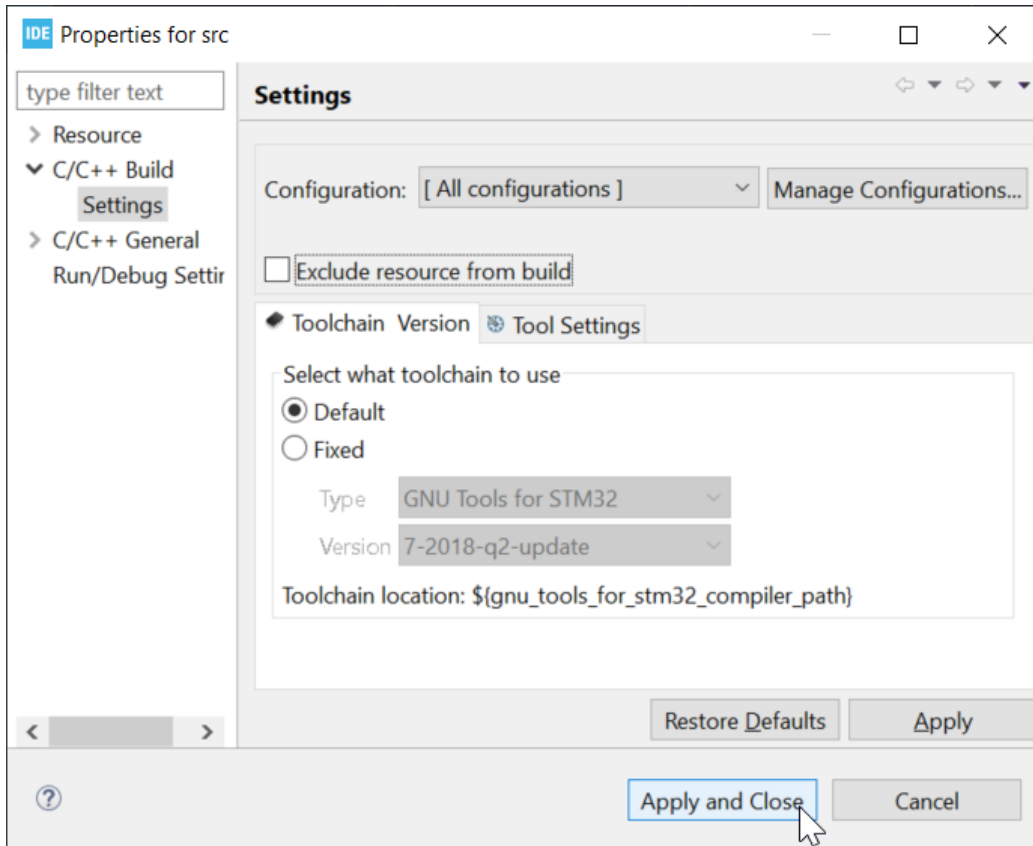 IDE Properties for src
type filter text
Resource
C/C++ Build
Settings
C/C++ General
Run/Debug Settin
Settings
Configuration: [ All configurations ] Manage Configurations...
Exclude resource from build
Toolchain Version Tool Settings
Select what toolchain to use
Default
Fixed
Type GNU Tools for STM32
Version 7-2018-q2-update
Toolchain location: ${gnu_tools_for_stm32_compiler_path}
Restore Defaults Apply
? Apply and Close Cancel